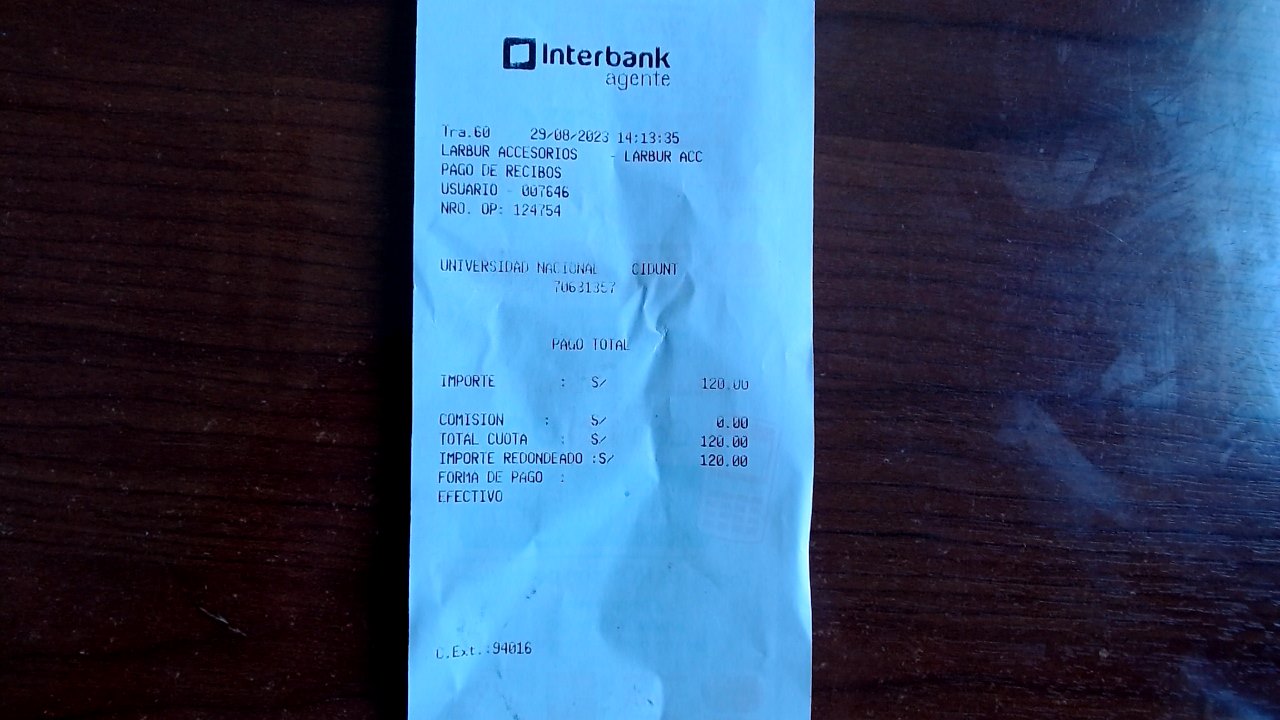 Interbank
agente
Tra.60 29/08/2023 14:13:35
LARBUR ACCESORIOS - LARBUR ACC
PAGO DE RECIBOS
USUARIO - 007646
NRO. OP: 124754
UNIVERSIDAD NACIONAL CIDUNT
70631357
PAGO TOTAL
IMPORTE : S/ 120.00
COMISION : S/ 0.00
TOTAL CUOTA : S/ 120.00
IMPORTE REDONDEADO :S/ 120.00
FORMA DE PAGO :
EFECTIVO
C.Ext.:94016